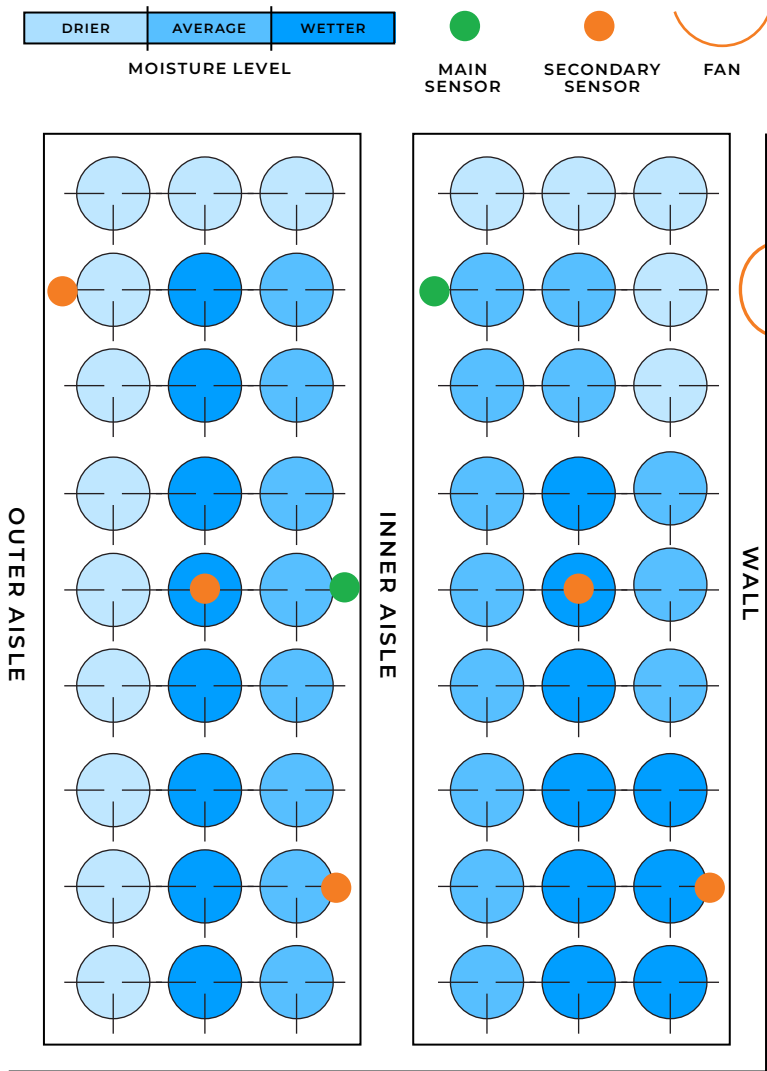 DRIER AVERAGE WETTER
MOISTURE LEVEL
MAIN
SENSOR
SECONDARY
SENSOR
FAN
OUTER AISLE
INNER AISLE
WALL